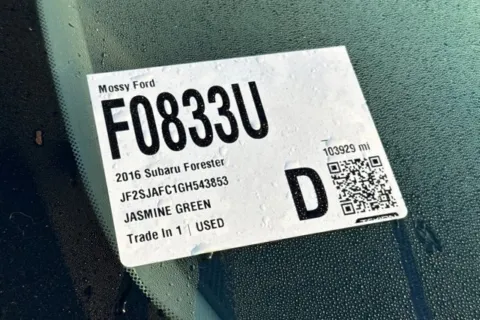 Mossy Ford
F0833U
2016 Subaru Forester
JF2SJAFC1GH543853
JASMINE GREEN
Trade In 1 | USED
103929 mi
D